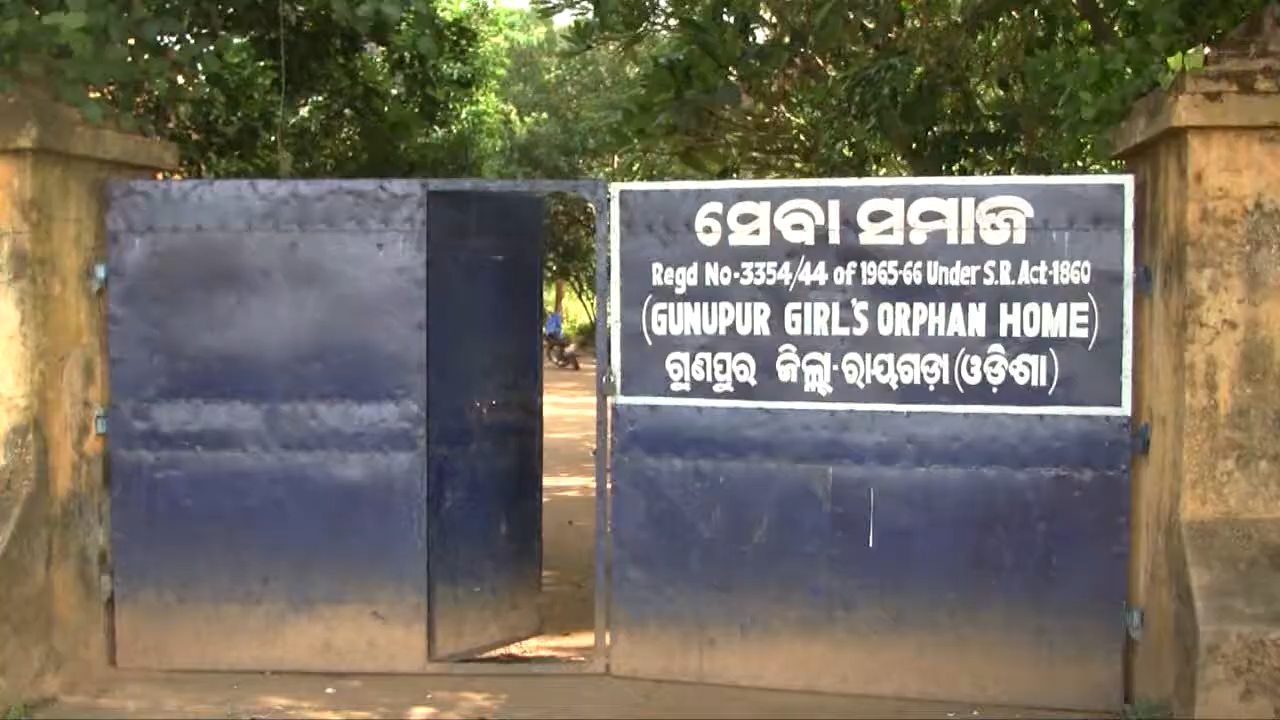 ସେବା ସମାଜ
Regd No-3354/44 of 1965-66 Under S.R. Act-1860
(GUNUPUR GIRL'S ORPHAN HOME)
ଗୁଣପୁର ଜିଲ୍ଲା-ରାୟଗଡ଼ା (ଓଡ଼ିଶା)